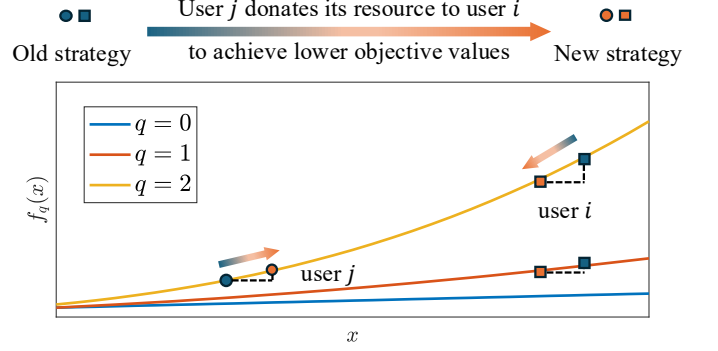 User j donates its resource to user i
to achieve lower objective values
Old strategy
New strategy
q = 0
q = 1
q = 2
f_q(x)
user i
user j
x